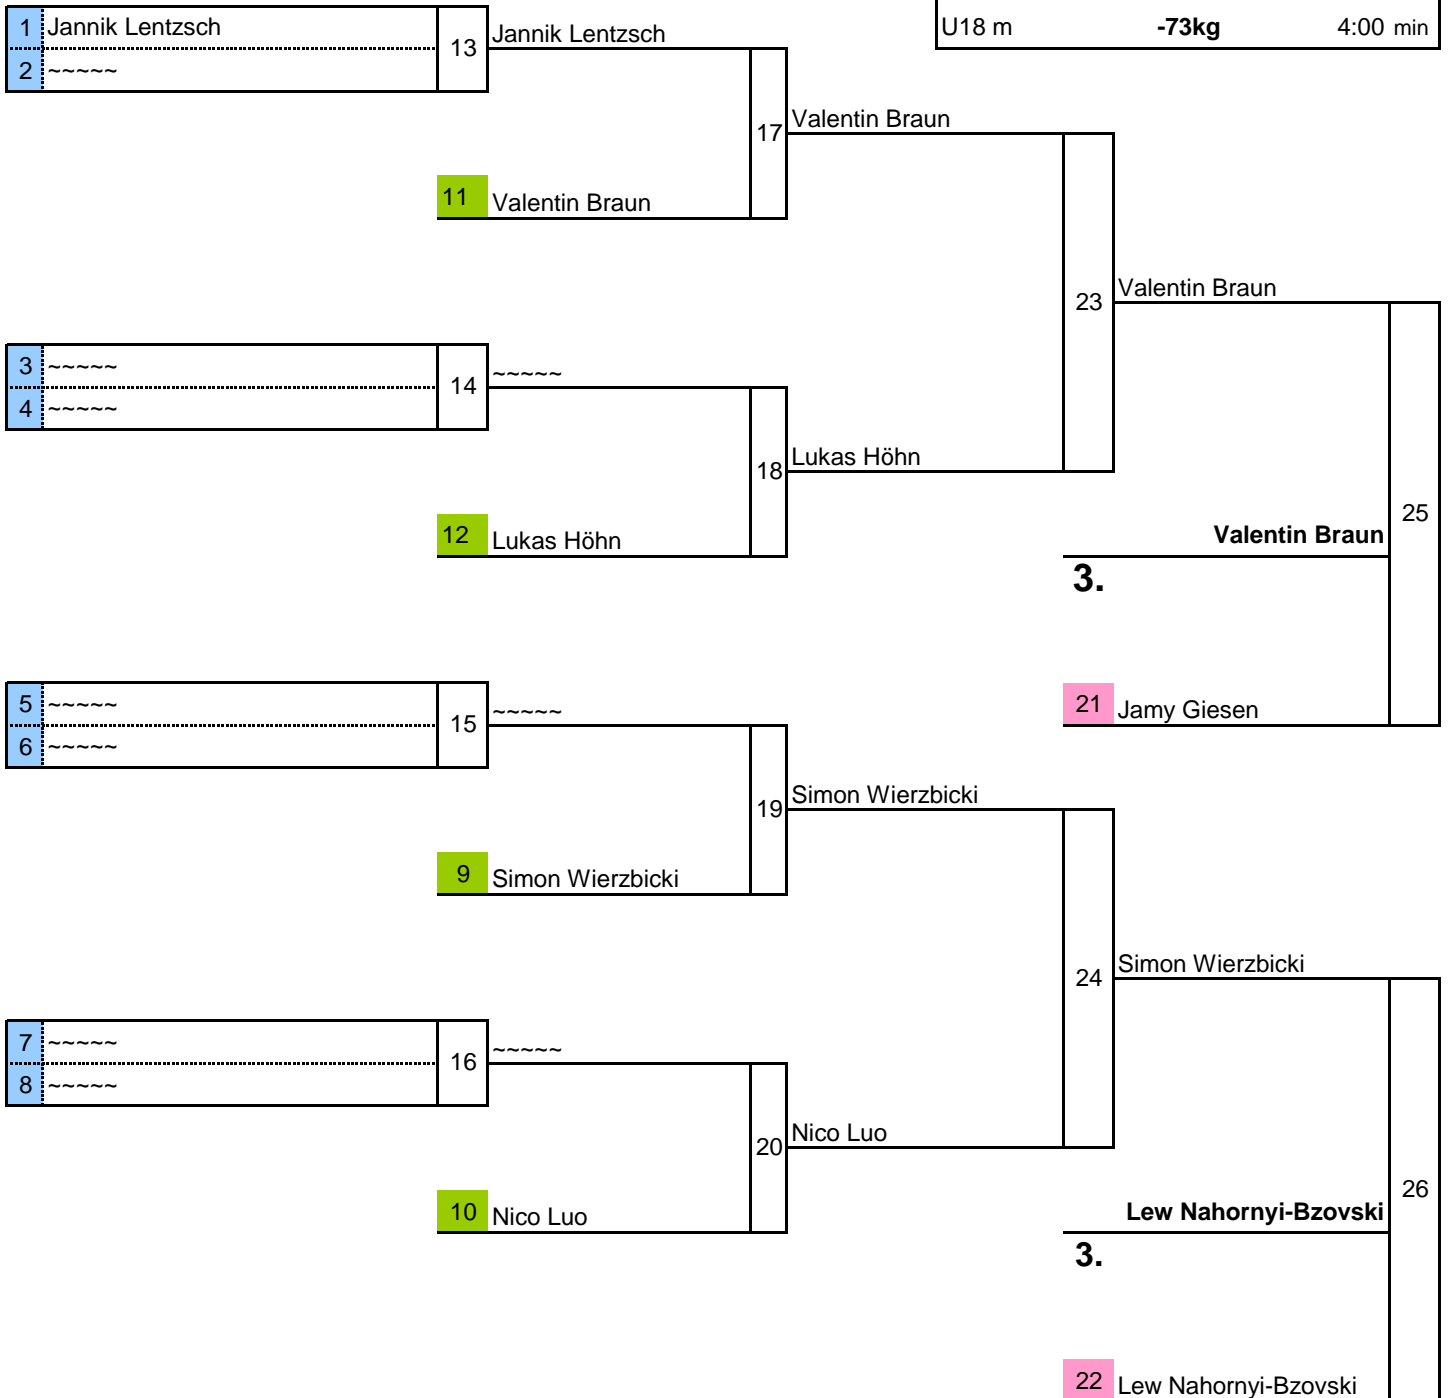 1 Jannik Lentzsch
13 Jannik Lentzsch
U18 m -73kg 4:00 min
2 ~~~~~
17 Valentin Braun
11 Valentin Braun
23 Valentin Braun
3 ~~~~~
14 ~~~~~
4 ~~~~~
18 Lukas Höhn
12 Lukas Höhn
25
Valentin Braun
3.
5 ~~~~~
15 ~~~~~
6 ~~~~~
21 Jamy Giesen
19 Simon Wierzbicki
9 Simon Wierzbicki
24 Simon Wierzbicki
7 ~~~~~
16 ~~~~~
8 ~~~~~
20 Nico Luo
10 Nico Luo
26
Lew Nahornyi-Bzovski
3.
22 Lew Nahornyi-Bzovski